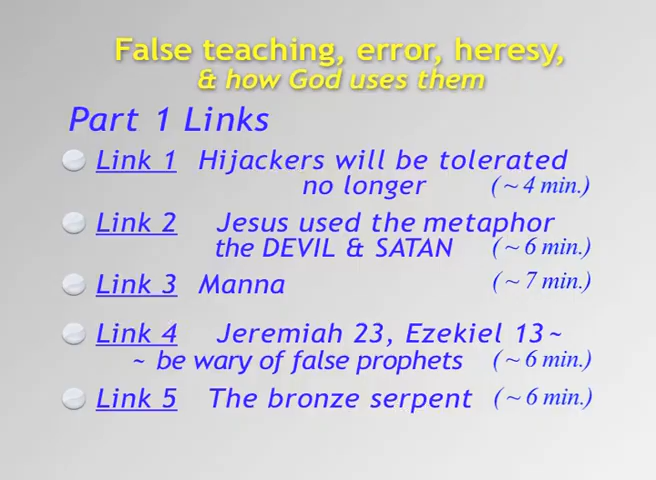 False teaching, error, heresy,
& how God uses them
Part 1 Links
Link 1 Hijackers will be tolerated
no longer (~ 4 min.)
Link 2 Jesus used the metaphor
the DEVIL & SATAN (~ 6 min.)
Link 3 Manna (~ 7 min.)
Link 4 Jeremiah 23, Ezekiel 13~
~ be wary of false prophets (~ 6 min.)
Link 5 The bronze serpent (~ 6 min.)